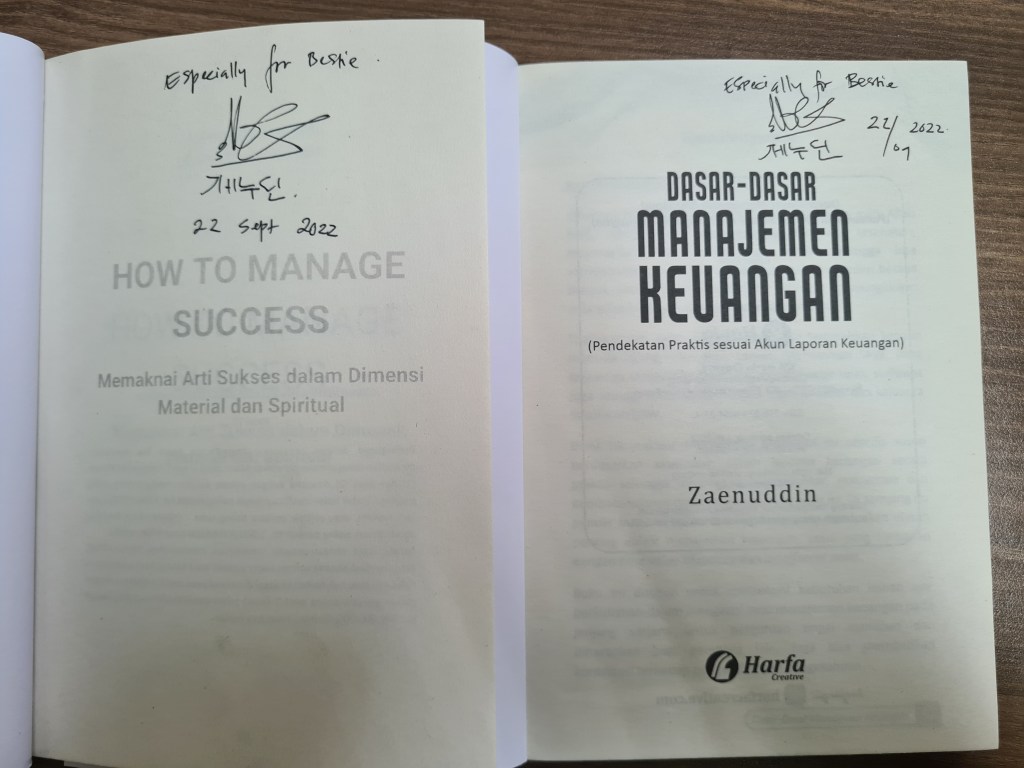 Especially for Bestie.
제누딘.
22 Sept 2022
HOW TO MANAGE
SUCCESS
Memaknai Arti Sukses dalam Dimensi
Material dan Spiritual
Especially for Bestie
제누딘
22/09 2022
DASAR-DASAR
MANAJEMEN
KEUANGAN
(Pendekatan Praktis sesuai Akun Laporan Keuangan)
Zaenuddin
Harfa
Creative